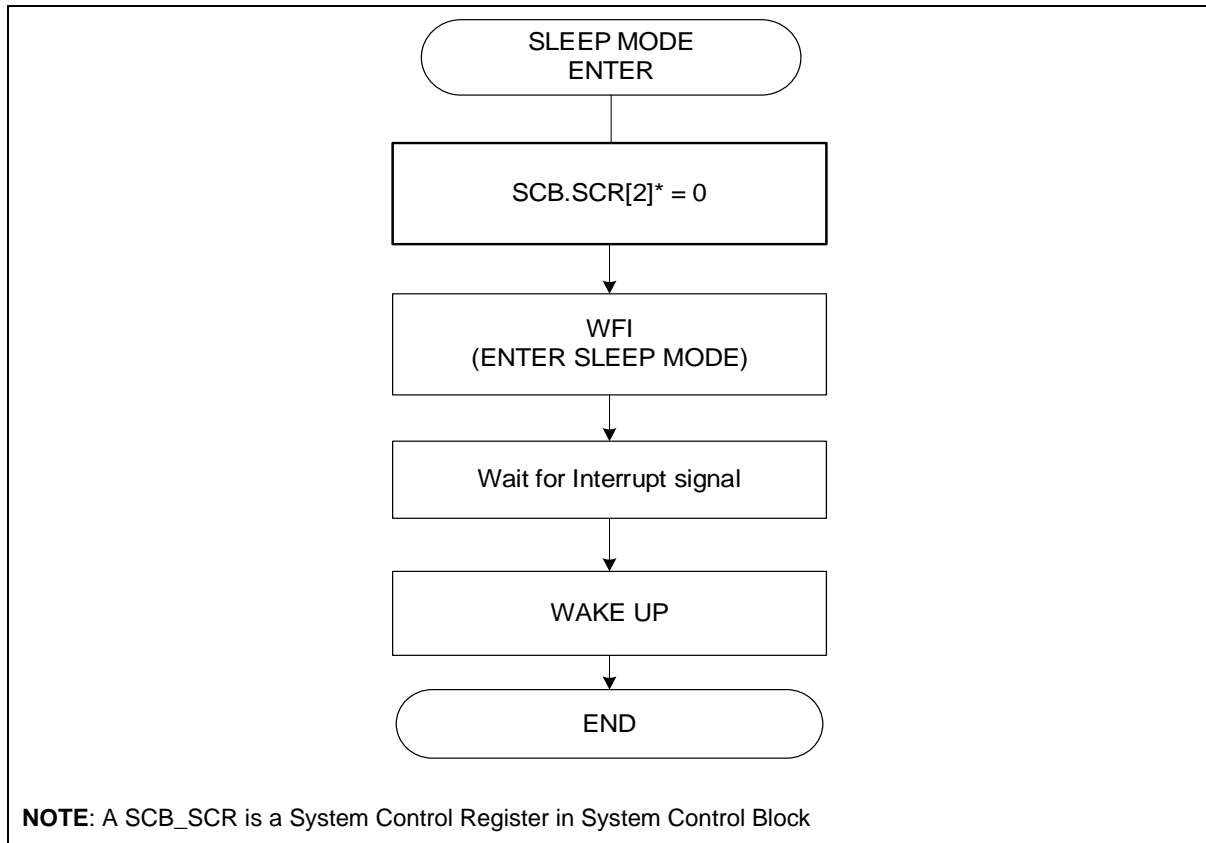 SLEEP MODE
ENTER
SCB.SCR[2]* = 0
WFI
(ENTER SLEEP MODE)
Wait for Interrupt signal
WAKE UP
END
NOTE: A SCB_SCR is a System Control Register in System Control Block